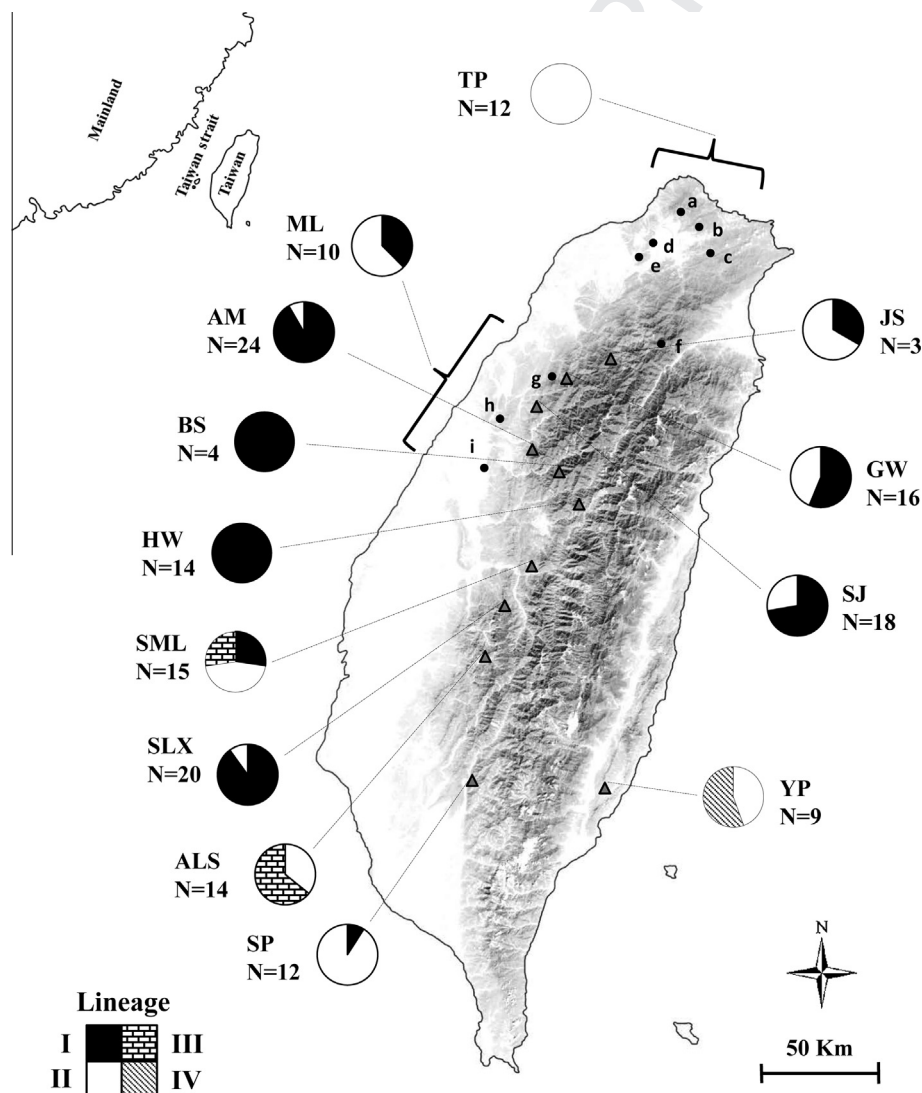 Mainland
Taiwan strait
Taiwan
TP
N=12
ML
N=10
AM
N=24
BS
N=4
HW
N=14
SML
N=15
SLX
N=20
ALS
N=14
SP
N=12
JS
N=3
GW
N=16
SJ
N=18
YP
N=9
a
b
c
d
e
f
g
h
i
N
50 Km
Lineage
I
III
II
IV